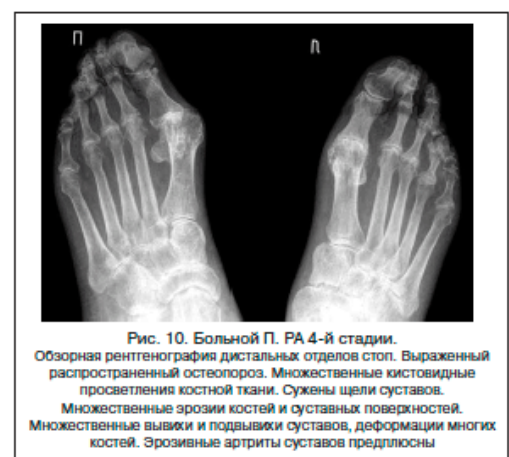 П
Л
Рис. 10. Больной П. РА 4-й стадии.
Обзорная рентгенография дистальных отделов стоп. Выраженный
распространенный остеопороз. Множественные кистовидные
просветления костной ткани. Сужены щели суставов.
Множественные эрозии костей и суставных поверхностей.
Множественные вывихи и подвывихи суставов, деформации многих
костей. Эрозивные артриты суставов предплюсны